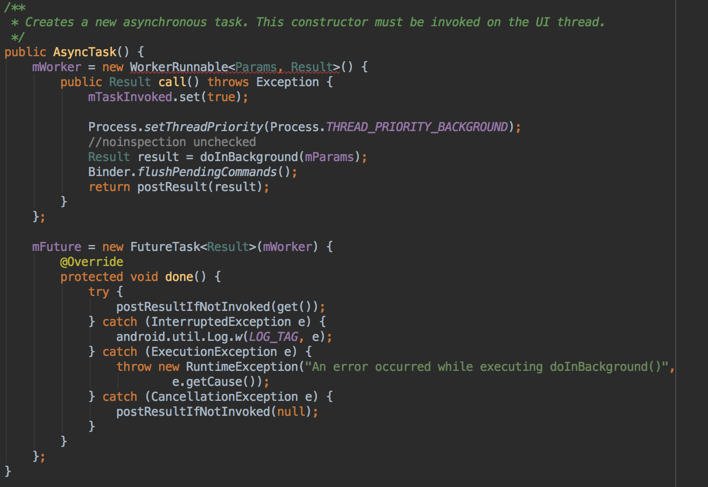 /**
 * Creates a new asynchronous task. This constructor must be invoked on the UI thread.
 */
public AsyncTask() {
    mWorker = new WorkerRunnable<Params, Result>() {
        public Result call() throws Exception {
            mTaskInvoked.set(true);

            Process.setThreadPriority(Process.THREAD_PRIORITY_BACKGROUND);
            //noinspection unchecked
            Result result = doInBackground(mParams);
            Binder.flushPendingCommands();
            return postResult(result);
        }
    };

    mFuture = new FutureTask<Result>(mWorker) {
        @Override
        protected void done() {
            try {
                postResultIfNotInvoked(get());
            } catch (InterruptedException e) {
                android.util.Log.w(LOG_TAG, e);
            } catch (ExecutionException e) {
                throw new RuntimeException("An error occurred while executing doInBackground()",
                        e.getCause());
            } catch (CancellationException e) {
                postResultIfNotInvoked(null);
            }
        }
    };
}